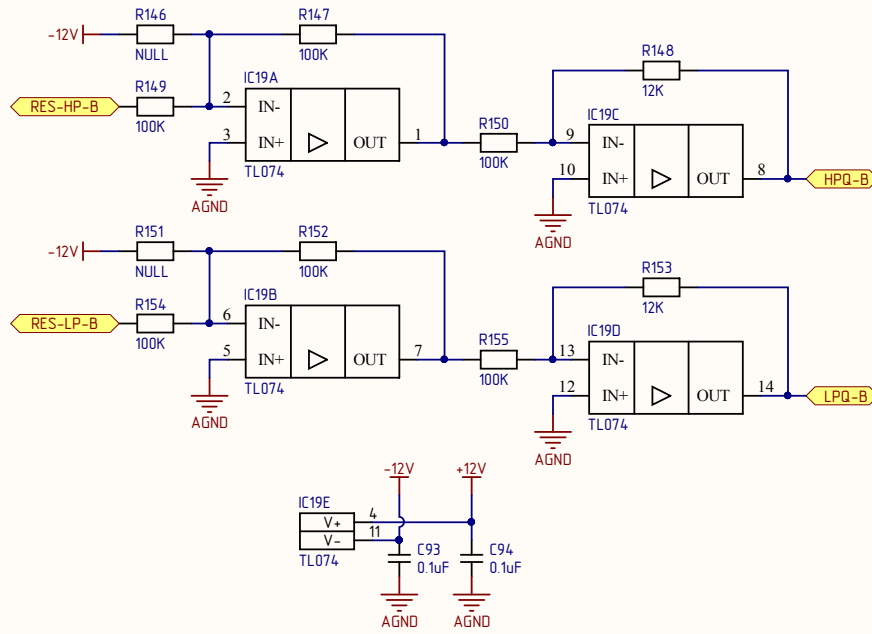 R146
R147
-12V
NULL
100K
R148
R149
IC19A
12K
RES-HP-B
2
IN-
IC19C
100K
3
IN+
OUT
1
R150
9
IN-
TL074
100K
10
IN+
OUT
8
HPQ-B
AGND
TL074
AGND
R151
R152
-12V
NULL
100K
R153
R154
IC19B
12K
RES-LP-B
6
IN-
IC19D
100K
5
IN+
OUT
7
R155
13
IN-
TL074
100K
12
IN+
OUT
14
LPQ-B
AGND
TL074
AGND
-12V
+12V
IC19E
V+
4
V-
11
TL074
C93
C94
0.1uF
0.1uF
AGND
AGND